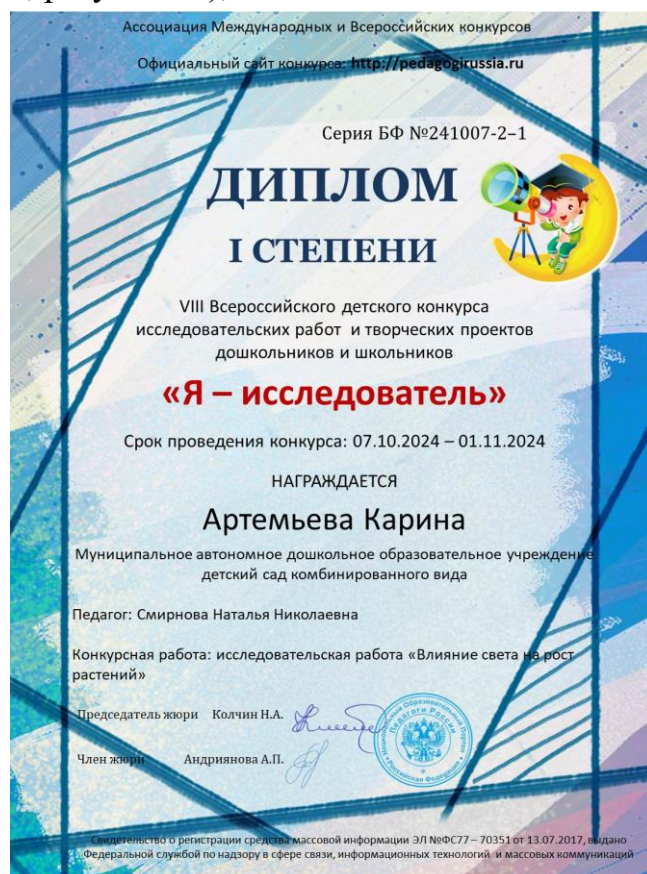 Ассоциация Международных и Всероссийских конкурсов
Официальный сайт конкурса: http://pedagogirussia.ru
Серия БФ №241007-2–1
ДИПЛОМ
I СТЕПЕНИ
VIII Всероссийского детского конкурса
исследовательских работ и творческих проектов
дошкольников и школьников
«Я – исследователь»
Срок проведения конкурса: 07.10.2024 – 01.11.2024
НАГРАЖДАЕТСЯ
Артемьева Карина
Муниципальное автономное дошкольное образовательное учреждение
детский сад комбинированного вида
Педагог: Смирнова Наталья Николаевна
Конкурсная работа: исследовательская работа «Влияние света на рост
растений»
Председатель жюри Колчин Н.А.
Член жюри Андриянова А.П.
Педагоги России
Российская Федерация
Свидетельство о регистрации средства массовой информации ЭЛ №ФС77 – 70351 от 13.07.2017, выдано
Федеральной службой по надзору в сфере связи, информационных технологий и массовых коммуникаций